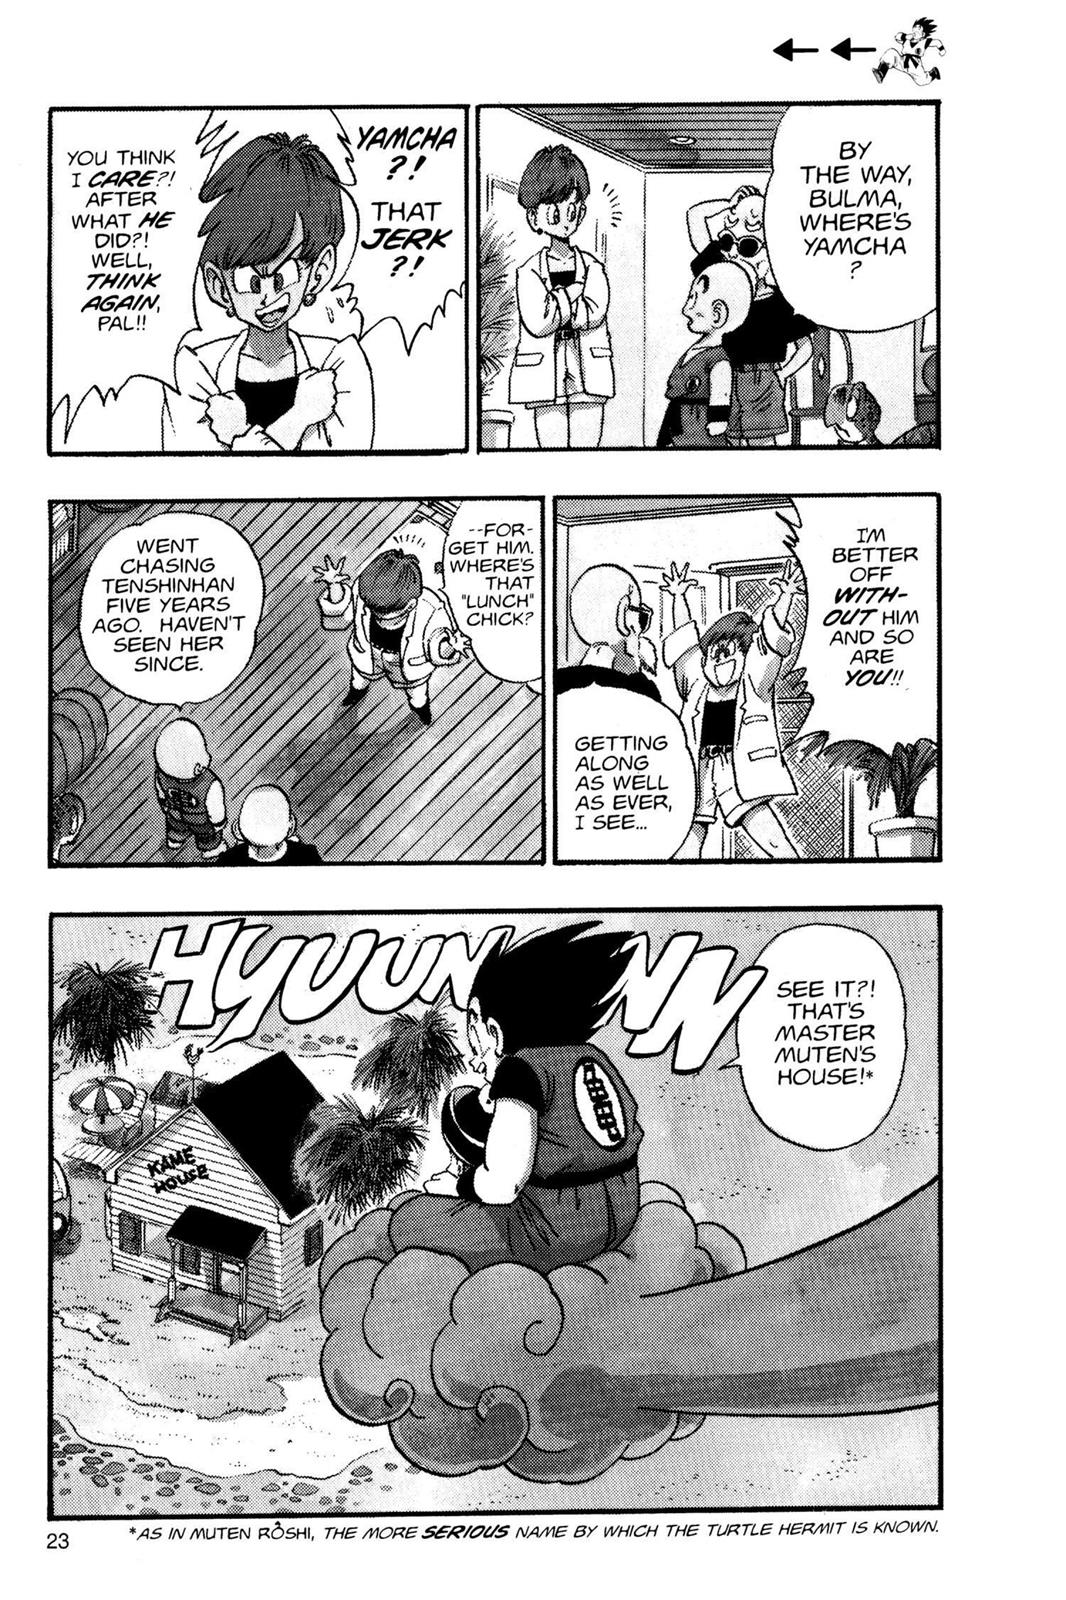 BY
THE WAY,
BULMA,
WHERE'S
YAMCHA
?
YAMCHA
?!
THAT
JERK
?!
YOU THINK
I CARE?!
AFTER
WHAT HE
DID?!
WELL,
THINK
AGAIN,
PAL!!
I'M
BETTER
OFF
WITH-
OUT HIM
AND SO
ARE
YOU!!
GETTING
ALONG
AS WELL
AS EVER,
I SEE...
--FOR-
GET HIM.
WHERE'S
THAT
"LUNCH"
CHICK?
WENT
CHASING
TENSHINHAN
FIVE YEARS
AGO. HAVEN'T
SEEN HER
SINCE.
HYUUNNNN
SEE IT?!
THAT'S
MASTER
MUTEN'S
HOUSE!*
KAME
HOUSE
*AS IN MUTEN RÔSHI, THE MORE SERIOUS NAME BY WHICH THE TURTLE HERMIT IS KNOWN.
23